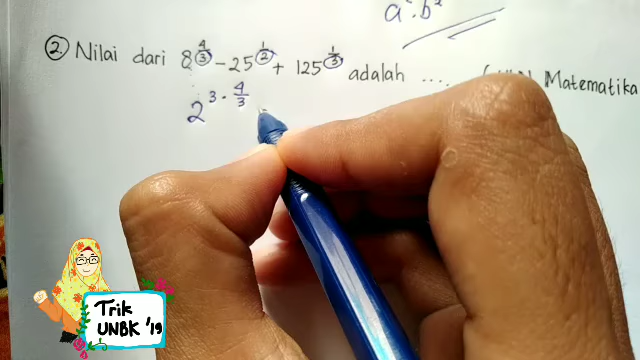 a . b²
② Nilai dari 8^{4/3} - 25^{1/2} + 125^{1/3} adalah ..... Matematika
2^{3 · 4/3}
Trik
UNBK '19